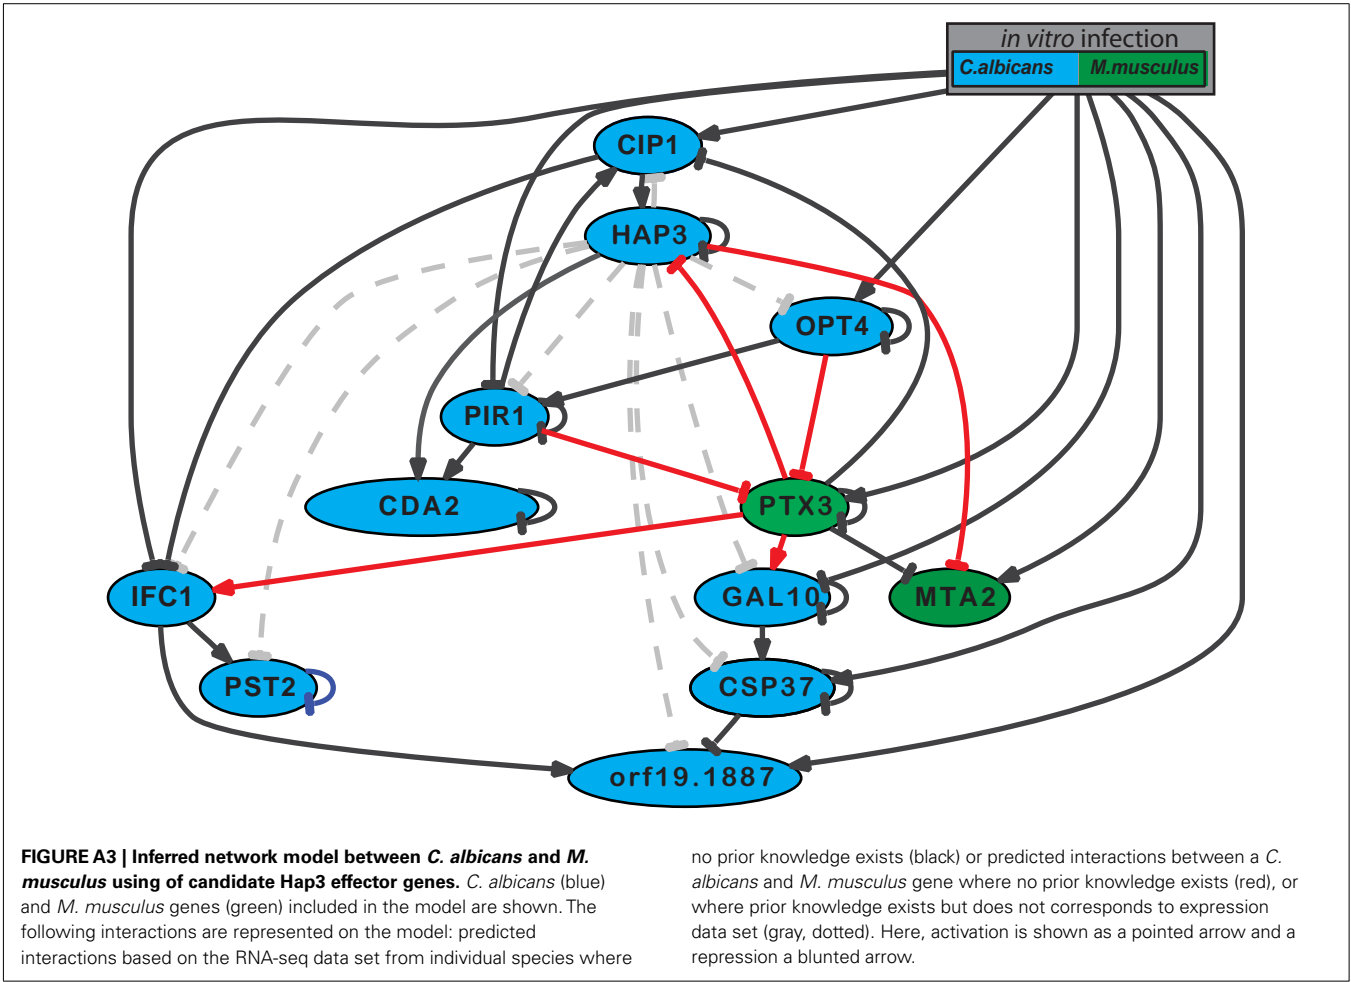 in vitro infection
C.albicans M.musculus
CIP1
HAP3
OPT4
PIR1
CDA2
PTX3
IFC1
GAL10
MTA2
PST2
CSP37
orf19.1887
FIGURE A3 | Inferred network model between C. albicans and M.
musculus using of candidate Hap3 effector genes. C. albicans (blue)
and M. musculus genes (green) included in the model are shown. The
following interactions are represented on the model: predicted
interactions based on the RNA-seq data set from individual species where
no prior knowledge exists (black) or predicted interactions between a C.
albicans and M. musculus gene where no prior knowledge exists (red), or
where prior knowledge exists but does not corresponds to expression
data set (gray, dotted). Here, activation is shown as a pointed arrow and a
repression a blunted arrow.